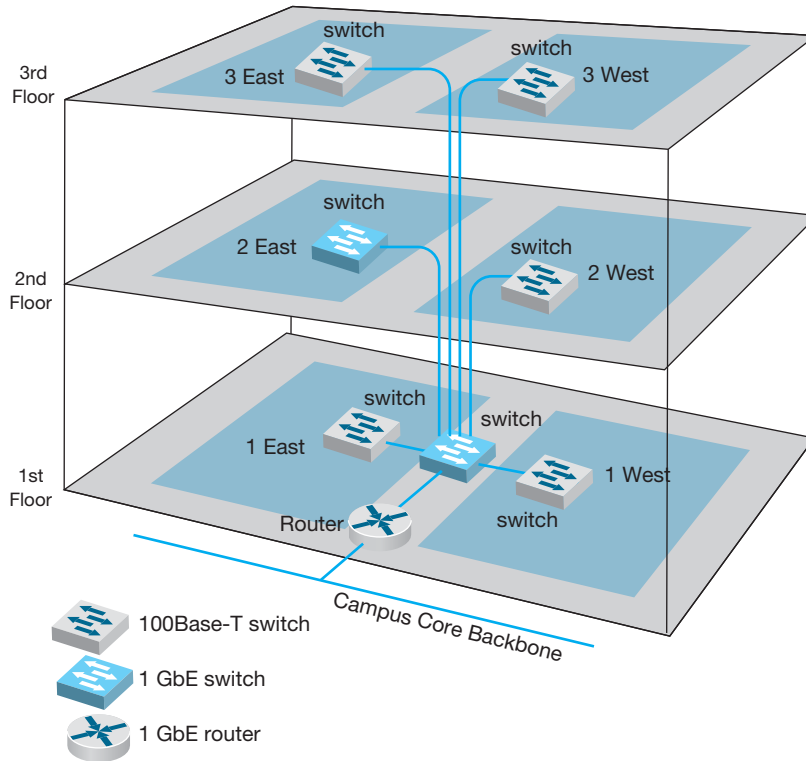 switch
switch
3rd
Floor
3 East
3 West
switch
switch
2nd
Floor
2 East
2 West
switch
switch
1st
Floor
1 East
1 West
switch
Router
Campus Core Backbone
100Base-T switch
1 GbE switch
1 GbE router